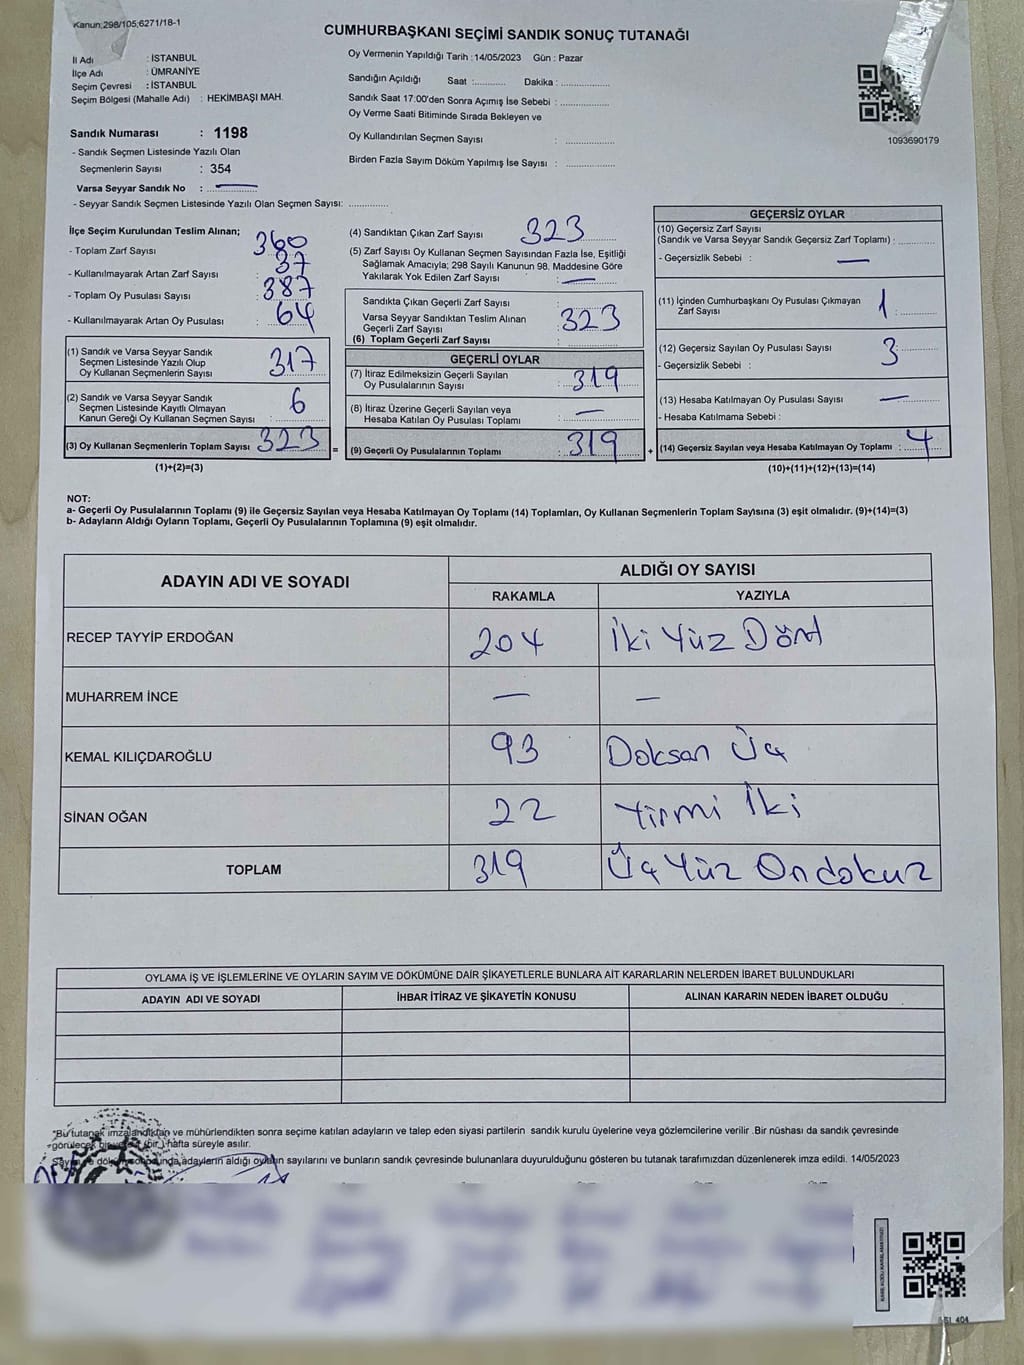 Kanun;298/105;6271/18-1
CUMHURBAŞKANI SEÇİMİ SANDIK SONUÇ TUTANAĞI
İl Adı : İSTANBUL
İlçe Adı : ÜMRANİYE
Seçim Çevresi : İSTANBUL
Seçim Bölgesi (Mahalle Adı) : HEKİMBAŞI MAH.
Sandık Numarası : 1198
- Sandık Seçmen Listesinde Yazılı Olan
Seçmenlerin Sayısı : 354
Varsa Seyyar Sandık No : —
- Seyyar Sandık Seçmen Listesinde Yazılı Olan Seçmen Sayısı: ............
Oy Vermenin Yapıldığı Tarih : 14/05/2023 Gün : Pazar
Sandığın Açıldığı Saat :........... Dakika : ...............
Sandık Saat 17:00'den Sonra Açımış İse Sebebi : ...............
Oy Verme Saati Bitiminde Sırada Bekleyen ve
Oy Kullandırılan Seçmen Sayısı : ...............
Birden Fazla Sayım Döküm Yapılmış İse Sayısı : ...............
1093690179
İlçe Seçim Kurulundan Teslim Alınan;
- Toplam Zarf Sayısı : 360
- Kullanılmayarak Artan Zarf Sayısı : 37
- Toplam Oy Pusulası Sayısı : 387
- Kullanılmayarak Artan Oy Pusulası : 64
(1) Sandık ve Varsa Seyyar Sandık
Seçmen Listesinde Yazılı Olup
Oy Kullanan Seçmenlerin Sayısı : 317
(2) Sandık ve Varsa Seyyar Sandık
Seçmen Listesinde Kayıtlı Olmayan
Kanun Gereği Oy Kullanan Seçmen Sayısı : 6
(3) Oy Kullanan Seçmenlerin Toplam Sayısı : 323 =
(1)+(2)=(3)
(4) Sandıktan Çıkan Zarf Sayısı : 323
(5) Zarf Sayısı Oy Kullanan Seçmen Sayısından Fazla İse, Eşitliği
Sağlamak Amacıyla; 298 Sayılı Kanunun 98. Maddesine Göre
Yakılarak Yok Edilen Zarf Sayısı : —
Sandıkta Çıkan Geçerli Zarf Sayısı :
Varsa Seyyar Sandıktan Teslim Alınan
Geçerli Zarf Sayısı : 323
(6) Toplam Geçerli Zarf Sayısı :
GEÇERLİ OYLAR
(7) İtiraz Edilmeksizin Geçerli Sayılan
Oy Pusulalarının Sayısı : 319
(8) İtiraz Üzerine Geçerli Sayılan veya
Hesaba Katılan Oy Pusulası Toplamı : —
(9) Geçerli Oy Pusulalarının Toplamı : 319 +
GEÇERSİZ OYLAR
(10) Geçersiz Zarf Sayısı
(Sandık ve Varsa Seyyar Sandık Geçersiz Zarf Toplamı) : ..........
- Geçersizlik Sebebi : —
(11) İçinden Cumhurbaşkanı Oy Pusulası Çıkmayan
Zarf Sayısı : 1
(12) Geçersiz Sayılan Oy Pusulası Sayısı : 3
- Geçersizlik Sebebi :
(13) Hesaba Katılmayan Oy Pusulası Sayısı : —
- Hesaba Katılmama Sebebi :
(14) Geçersiz Sayılan veya Hesaba Katılmayan Oy Toplamı : 4
(10)+(11)+(12)+(13)=(14)
NOT:
a- Geçerli Oy Pusulalarının Toplamı (9) ile Geçersiz Sayılan veya Hesaba Katılmayan Oy Toplamı (14) Toplamları, Oy Kullanan Seçmenlerin Toplam Sayısına (3) eşit olmalıdır. (9)+(14)=(3)
b- Adayların Aldığı Oyların Toplamı, Geçerli Oy Pusulalarının Toplamına (9) eşit olmalıdır.
ADAYIN ADI VE SOYADI ALDIĞI OY SAYISI
RAKAMLA YAZIYLA
RECEP TAYYİP ERDOĞAN 204 İki Yüz Dört
MUHARREM İNCE — —
KEMAL KILIÇDAROĞLU 93 Doksan Üç
SİNAN OĞAN 22 Yirmi İki
TOPLAM 319 Üç Yüz Ondokuz
OYLAMA İŞ VE İŞLEMLERİNE VE OYLARIN SAYIM VE DÖKÜMÜNE DAİR ŞİKAYETLERLE BUNLARA AİT KARARLARIN NELERDEN İBARET BULUNDUKLARI
ADAYIN ADI VE SOYADI İHBAR İTİRAZ VE ŞİKAYETİN KONUSU ALINAN KARARIN NEDEN İBARET OLDUĞU
*Bu tutanak imzalandıktan ve mühürlendikten sonra seçime katılan adayların ve talep eden siyasi partilerin sandık kurulu üyelerine veya gözlemcilerine verilir .Bir nüshası da sandık çevresinde
görülecek bir yere (bir ) hafta süreyle asılır.
Sayım ve döküm sonunda,adayların aldığı oyların sayılarını ve bunların sandık çevresinde bulunanlara duyurulduğunu gösteren bu tutanak tarafımızdan düzenlenerek imza edildi. 14/05/2023